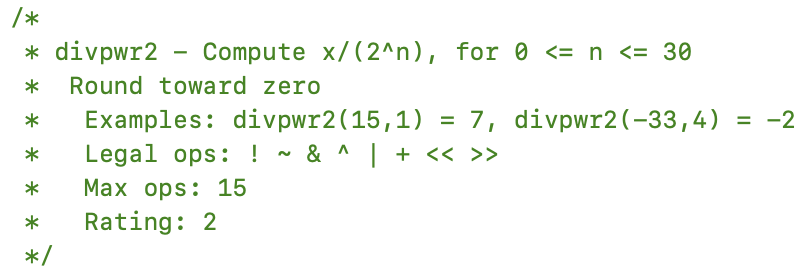 /*
 * divpwr2 - Compute x/(2^n), for 0 <= n <= 30
 *  Round toward zero
 *   Examples: divpwr2(15,1) = 7, divpwr2(-33,4) = -2
 *   Legal ops: ! ~ & ^ | + << >>
 *   Max ops: 15
 *   Rating: 2
 */